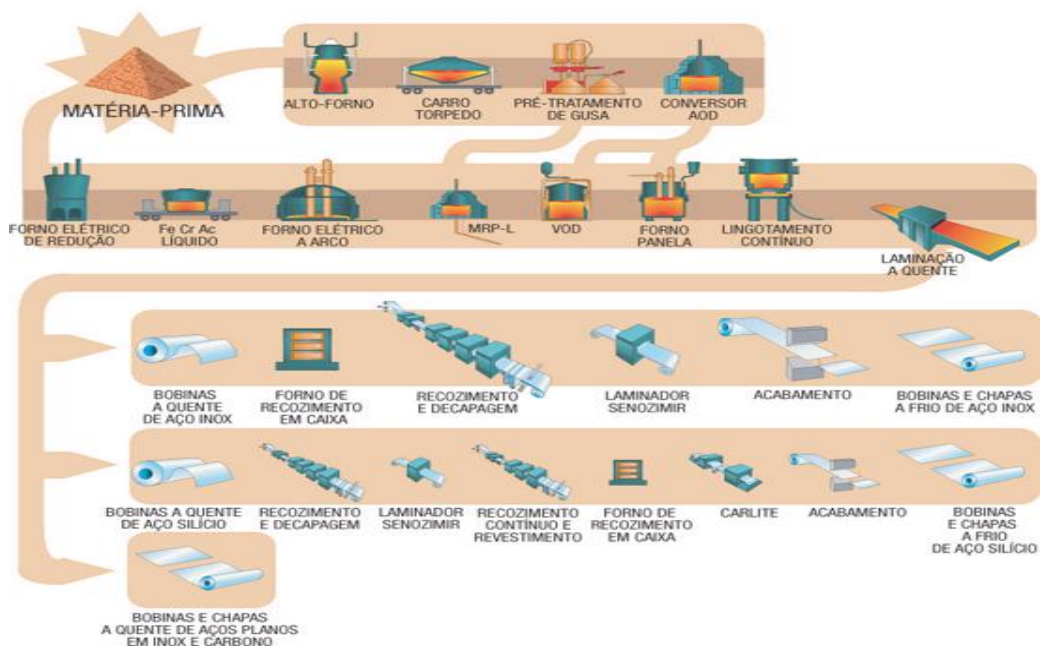 MATÉRIA-PRIMA
ALTO-FORNO
CARRO
TORPEDO
PRÉ-TRATAMENTO
DE GUSA
CONVERSOR
AOD
FORNO ELÉTRICO
DE REDUÇÃO
Fe Cr Ac
LÍQUIDO
FORNO ELÉTRICO
A ARCO
MRP-L
VOD
FORNO
PANELA
LINGOTAMENTO
CONTÍNUO
LAMINAÇÃO
A QUENTE
BOBINAS
A QUENTE
DE AÇO INOX
FORNO DE
RECOZIMENTO
EM CAIXA
RECOZIMENTO
E DECAPAGEM
LAMINADOR
SENOZIMIR
ACABAMENTO
BOBINAS E CHAPAS
A FRIO DE AÇO INOX
BOBINAS A QUENTE
DE AÇO SILÍCIO
RECOZIMENTO
E DECAPAGEM
LAMINADOR
SENOZIMIR
RECOZIMENTO
CONTÍNUO E
REVESTIMENTO
FORNO DE
RECOZIMENTO
EM CAIXA
CARLITE
ACABAMENTO
BOBINAS
E CHAPAS
A FRIO
DE AÇO SILÍCIO
BOBINAS E CHAPAS
A QUENTE DE AÇOS PLANOS
EM INOX E CARBONO